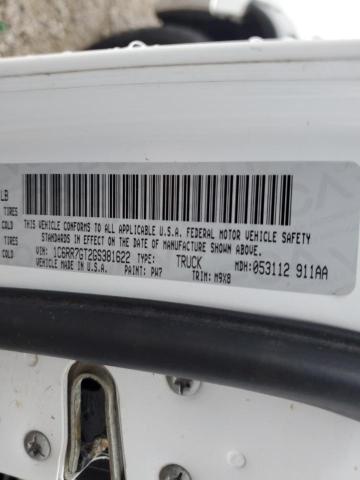 LB
TIRES
COLD
TIRES
COLD
COLD
THIS VEHICLE CONFORMS TO ALL APPLICABLE U.S.A. FEDERAL MOTOR VEHICLE SAFETY
STANDARDS IN EFFECT ON THE DATE OF MANUFACTURE SHOWN ABOVE.
VIN: 1C6RR7GT2GS381622 TYPE: TRUCK MDH: 053112 911AA
MADE IN U.S.A. PAINT: PW7 TRIM: M9X8